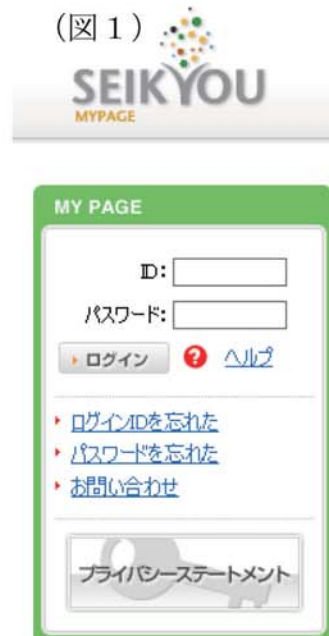 （図１）
SEIKYOU
MYPAGE
MY PAGE
ID:
パスワード:
ログイン ? ヘルプ
ログインIDを忘れた
パスワードを忘れた
お問い合わせ
プライバシーステートメント